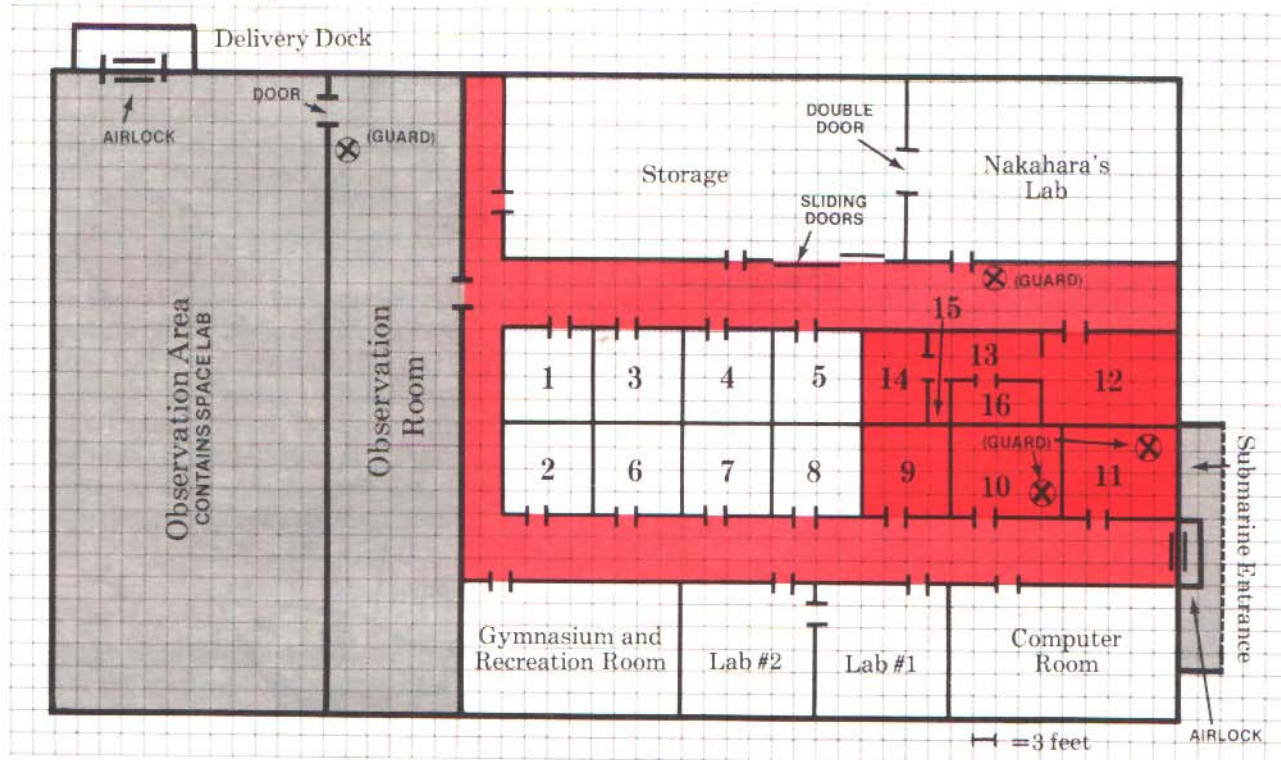 Delivery Dock
DOOR
(GUARD)
AIRLOCK
DOUBLE
DOOR
Storage
Nakahara's
Lab
SLIDING
DOORS
(GUARD)
15
Observation Area
CONTAINS SPACE LAB
Observation
Room
1
3
4
5
14
13
12
16
2
6
7
8
9
(GUARD)
10
11
Submarine Entrance
Gymnasium and
Recreation Room
Lab #2
Lab #1
Computer
Room
=3 feet
AIRLOCK